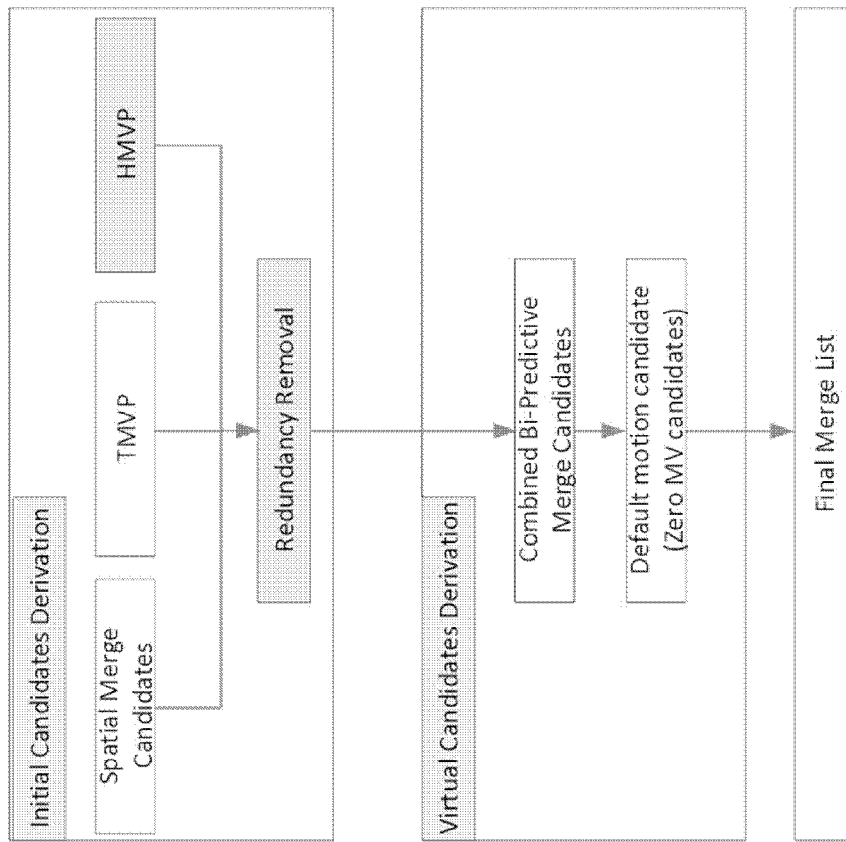 Initial Candidates Derivation
Spatial Merge
Candidates
TMVP
HMVP
Redundancy Removal
Virtual Candidates Derivation
Combined Bi-Predictive
Merge Candidates
Default motion candidate
(Zero MV candidates)
Final Merge List